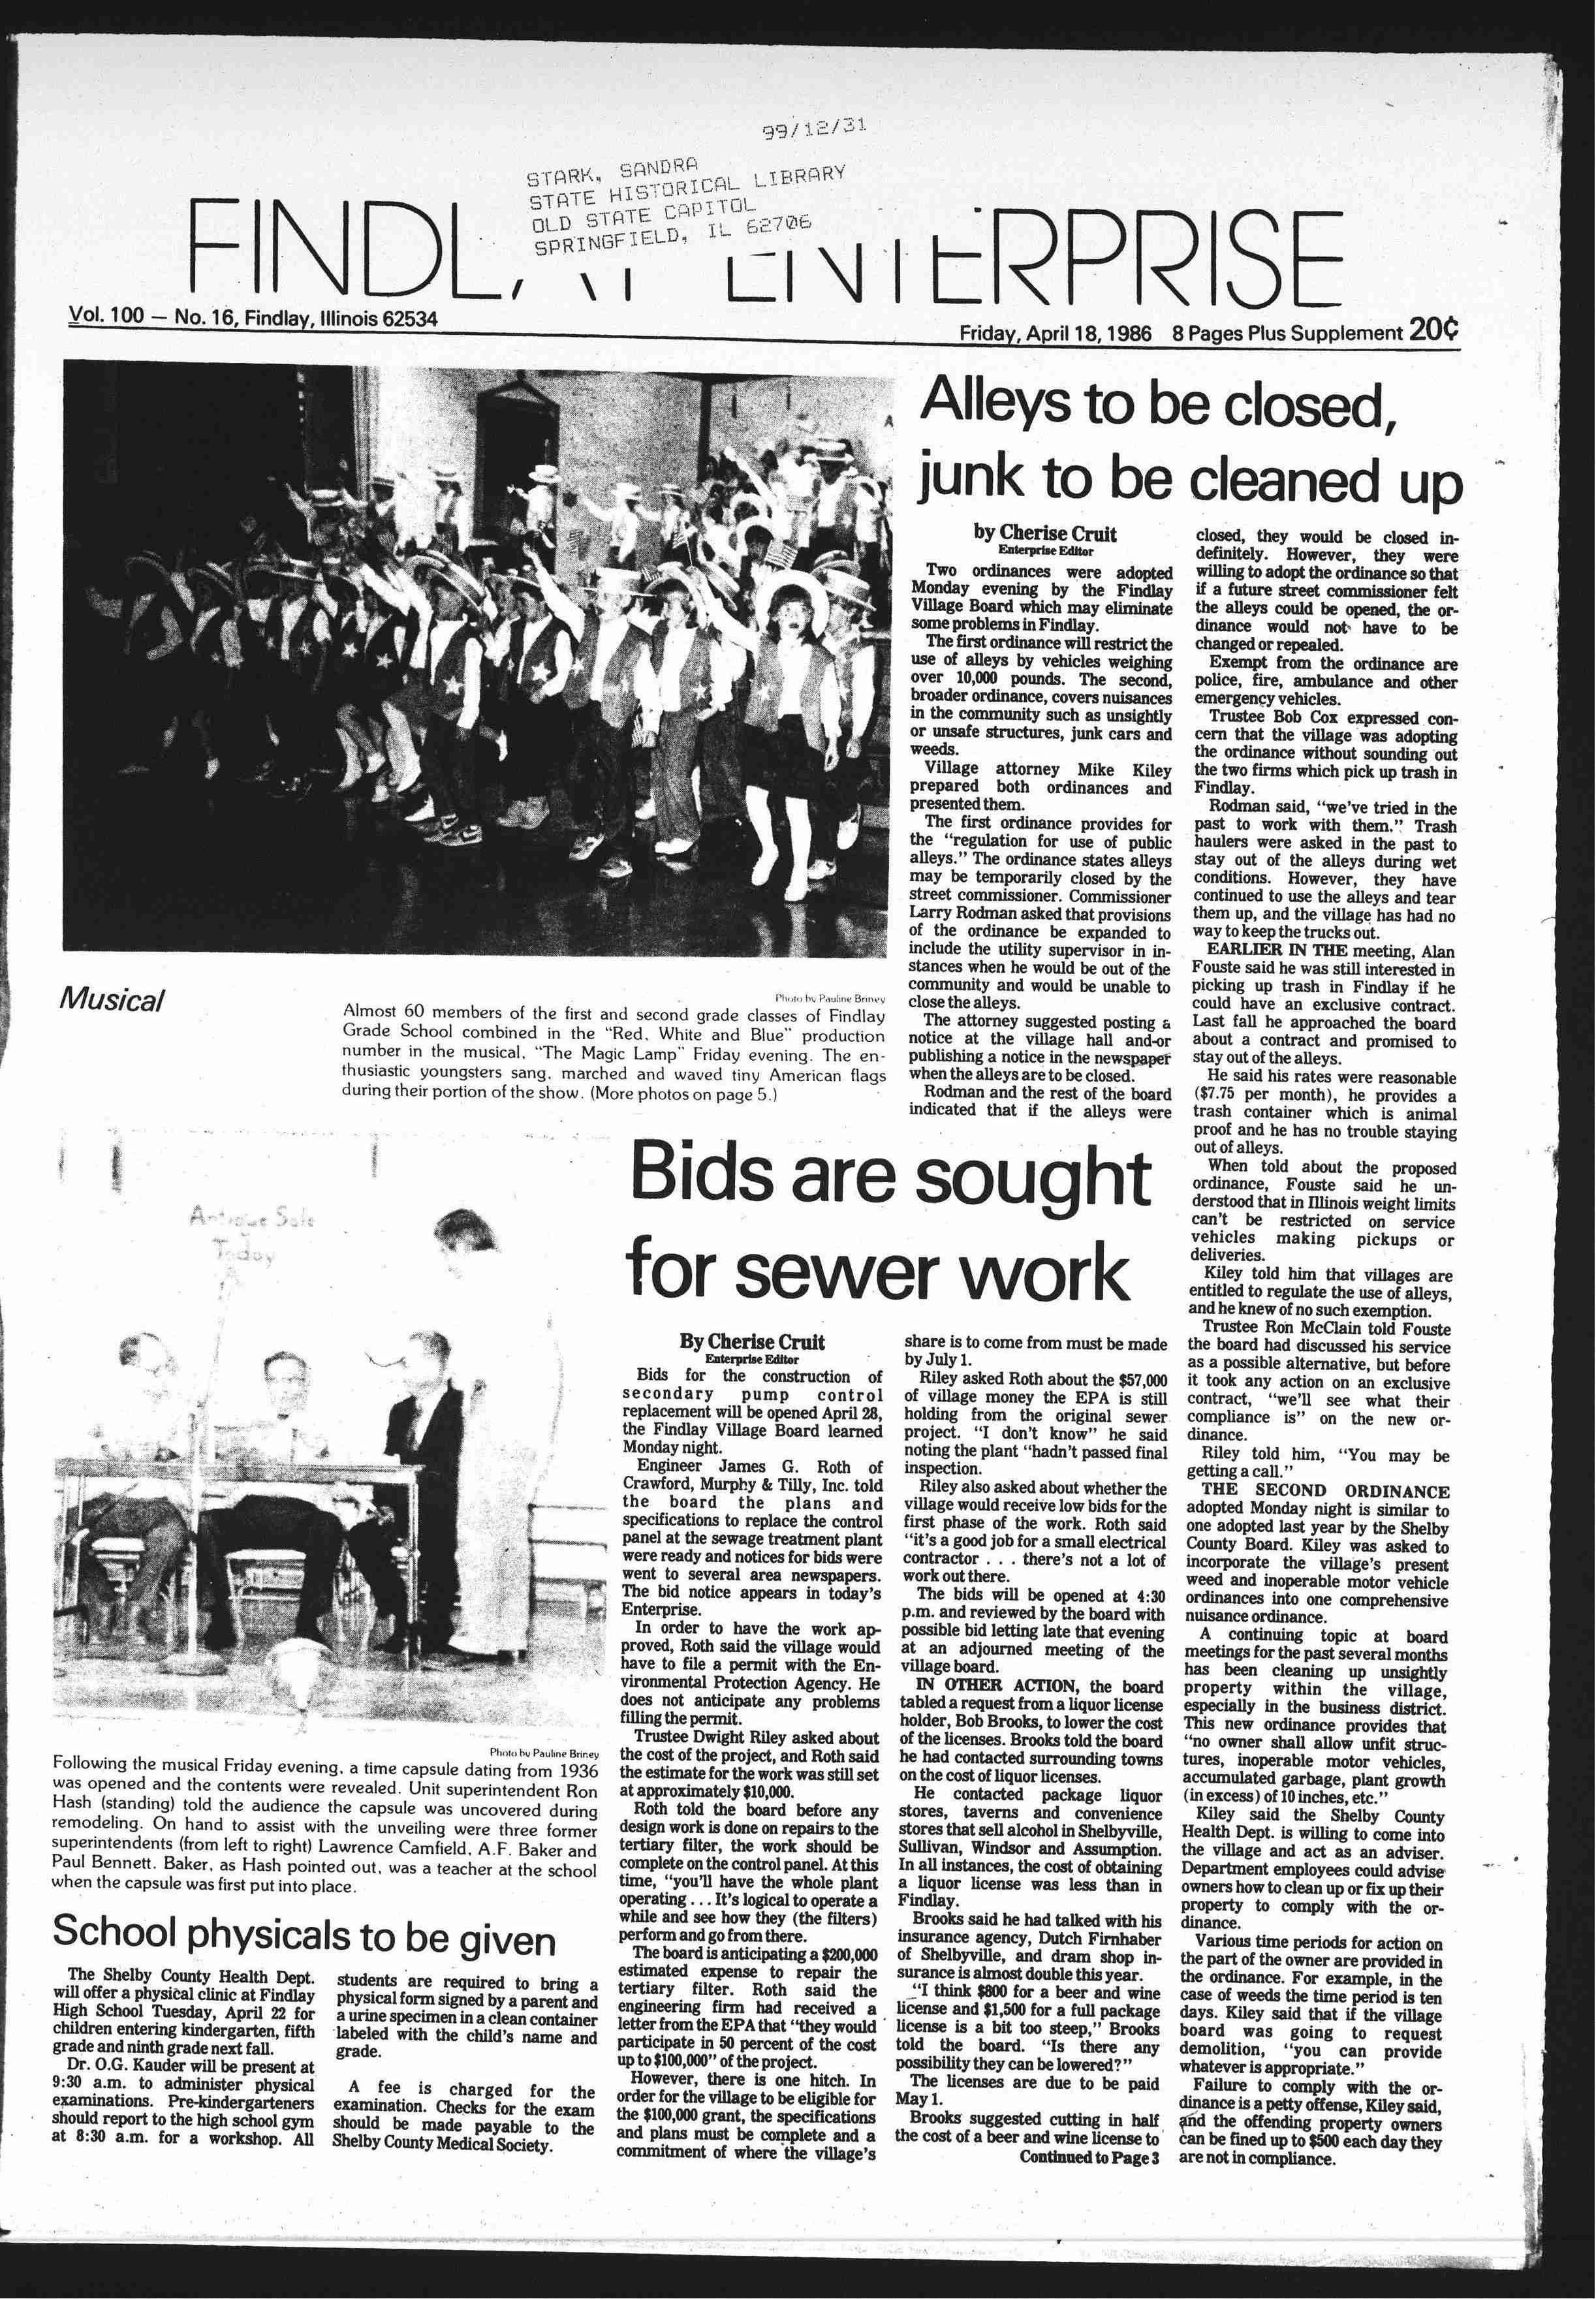 99/12/31
STARK, SANDRA
STATE HISTORICAL LIBRARY
OLD STATE CAPITOL
SPRINGFIELD, IL 62706
FINDLAY ENTERPRISE
Vol. 100 — No. 16, Findlay, Illinois 62534
Friday, April 18, 1986 8 Pages Plus Supplement 20¢
Musical
Photo by Pauline Briney
Almost 60 members of the first and second grade classes of Findlay
Grade School combined in the "Red, White and Blue" production
number in the musical, "The Magic Lamp" Friday evening. The en-
thusiastic youngsters sang, marched and waved tiny American flags
during their portion of the show. (More photos on page 5.)
Alleys to be closed,
junk to be cleaned up
by Cherise Cruit
Enterprise Editor
Two ordinances were adopted
Monday evening by the Findlay
Village Board which may eliminate
some problems in Findlay.
The first ordinance will restrict the
use of alleys by vehicles weighing
over 10,000 pounds. The second,
broader ordinance, covers nuisances
in the community such as unsightly
or unsafe structures, junk cars and
weeds.
Village attorney Mike Kiley
prepared both ordinances and
presented them.
The first ordinance provides for
the "regulation for use of public
alleys." The ordinance states alleys
may be temporarily closed by the
street commissioner. Commissioner
Larry Rodman asked that provisions
of the ordinance be expanded to
include the utility supervisor in in-
stances when he would be out of the
community and would be unable to
close the alleys.
The attorney suggested posting a
notice at the village hall and-or
publishing a notice in the newspaper
when the alleys are to be closed.
Rodman and the rest of the board
indicated that if the alleys were
closed, they would be closed in-
definitely. However, they were
willing to adopt the ordinance so that
if a future street commissioner felt
the alleys could be opened, the or-
dinance would not have to be
changed or repealed.
Exempt from the ordinance are
police, fire, ambulance and other
emergency vehicles.
Trustee Bob Cox expressed con-
cern that the village was adopting
the ordinance without sounding out
the two firms which pick up trash in
Findlay.
Rodman said, "we've tried in the
past to work with them." Trash
haulers were asked in the past to
stay out of the alleys during wet
conditions. However, they have
continued to use the alleys and tear
them up, and the village has had no
way to keep the trucks out.
EARLIER IN THE meeting, Alan
Fouste said he was still interested in
picking up trash in Findlay if he
could have an exclusive contract.
Last fall he approached the board
about a contract and promised to
stay out of the alleys.
He said his rates were reasonable
($7.75 per month), he provides a
trash container which is animal
proof and he has no trouble staying
out of alleys.
When told about the proposed
ordinance, Fouste said he un-
derstood that in Illinois weight limits
can't be restricted on service
vehicles making pickups or
deliveries.
Kiley told him that villages are
entitled to regulate the use of alleys,
and he knew of no such exemption.
Trustee Ron McClain told Fouste
the board had discussed his service
as a possible alternative, but before
it took any action on an exclusive
contract, "we'll see what their
compliance is" on the new or-
dinance.
Riley told him, "You may be
getting a call."
THE SECOND ORDINANCE
adopted Monday night is similar to
one adopted last year by the Shelby
County Board. Kiley was asked to
incorporate the village's present
weed and inoperable motor vehicle
ordinances into one comprehensive
nuisance ordinance.
A continuing topic at board
meetings for the past several months
has been cleaning up unsightly
property within the village,
especially in the business district.
This new ordinance provides that
"no owner shall allow unfit struc-
tures, inoperable motor vehicles,
accumulated garbage, plant growth
(in excess) of 10 inches, etc."
Kiley said the Shelby County
Health Dept. is willing to come into
the village and act as an adviser.
Department employees could advise
owners how to clean up or fix up their
property to comply with the or-
dinance.
Various time periods for action on
the part of the owner are provided in
the ordinance. For example, in the
case of weeds the time period is ten
days. Kiley said that if the village
board was going to request
demolition, "you can provide
whatever is appropriate."
Failure to comply with the or-
dinance is a petty offense, Kiley said,
and the offending property owners
can be fined up to $500 each day they
are not in compliance.
Antique Sale
Today
Photo by Pauline Briney
Following the musical Friday evening, a time capsule dating from 1936
was opened and the contents were revealed. Unit superintendent Ron
Hash (standing) told the audience the capsule was uncovered during
remodeling. On hand to assist with the unveiling were three former
superintendents (from left to right) Lawrence Camfield, A.F. Baker and
Paul Bennett. Baker, as Hash pointed out, was a teacher at the school
when the capsule was first put into place.
School physicals to be given
The Shelby County Health Dept.
will offer a physical clinic at Findlay
High School Tuesday, April 22 for
children entering kindergarten, fifth
grade and ninth grade next fall.
Dr. O.G. Kauder will be present at
9:30 a.m. to administer physical
examinations. Pre-kindergarteners
should report to the high school gym
at 8:30 a.m. for a workshop. All
students are required to bring a
physical form signed by a parent and
a urine specimen in a clean container
labeled with the child's name and
grade.
A fee is charged for the
examination. Checks for the exam
should be made payable to the
Shelby County Medical Society.
Bids are sought
for sewer work
By Cherise Cruit
Enterprise Editor
Bids for the construction of
secondary pump control
replacement will be opened April 28,
the Findlay Village Board learned
Monday night.
Engineer James G. Roth of
Crawford, Murphy & Tilly, Inc. told
the board the plans and
specifications to replace the control
panel at the sewage treatment plant
were ready and notices for bids were
went to several area newspapers.
The bid notice appears in today's
Enterprise.
In order to have the work ap-
proved, Roth said the village would
have to file a permit with the En-
vironmental Protection Agency. He
does not anticipate any problems
filling the permit.
Trustee Dwight Riley asked about
the cost of the project, and Roth said
the estimate for the work was still set
at approximately $10,000.
Roth told the board before any
design work is done on repairs to the
tertiary filter, the work should be
complete on the control panel. At this
time, "you'll have the whole plant
operating . . . It's logical to operate a
while and see how they (the filters)
perform and go from there.
The board is anticipating a $200,000
estimated expense to repair the
tertiary filter. Roth said the
engineering firm had received a
letter from the EPA that "they would
participate in 50 percent of the cost
up to $100,000" of the project.
However, there is one hitch. In
order for the village to be eligible for
the $100,000 grant, the specifications
and plans must be complete and a
commitment of where the village's
share is to come from must be made
by July 1.
Riley asked Roth about the $57,000
of village money the EPA is still
holding from the original sewer
project. "I don't know" he said
noting the plant "hadn't passed final
inspection.
Riley also asked about whether the
village would receive low bids for the
first phase of the work. Roth said
"it's a good job for a small electrical
contractor . . . there's not a lot of
work out there.
The bids will be opened at 4:30
p.m. and reviewed by the board with
possible bid letting late that evening
at an adjourned meeting of the
village board.
IN OTHER ACTION, the board
tabled a request from a liquor license
holder, Bob Brooks, to lower the cost
of the licenses. Brooks told the board
he had contacted surrounding towns
on the cost of liquor licenses.
He contacted package liquor
stores, taverns and convenience
stores that sell alcohol in Shelbyville,
Sullivan, Windsor and Assumption.
In all instances, the cost of obtaining
a liquor license was less than in
Findlay.
Brooks said he had talked with his
insurance agency, Dutch Firnhaber
of Shelbyville, and dram shop in-
surance is almost double this year.
"I think $800 for a beer and wine
license and $1,500 for a full package
license is a bit too steep," Brooks
told the board. "Is there any
possibility they can be lowered?"
The licenses are due to be paid
May 1.
Brooks suggested cutting in half
the cost of a beer and wine license to
Continued to Page 3